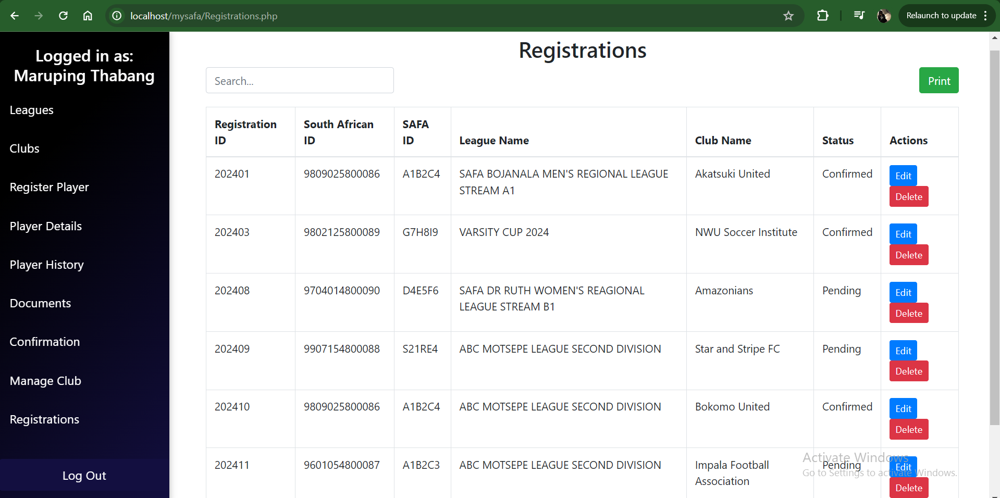 localhost/mysafa/Registrations.php
Relaunch to update
Logged in as:
Maruping Thabang
Leagues
Clubs
Register Player
Player Details
Player History
Documents
Confirmation
Manage Club
Registrations
Log Out
Registrations
Search...
Print
Registration ID South African ID SAFA ID League Name Club Name Status Actions
202401 9809025800086 A1B2C4 SAFA BOJANALA MEN'S REGIONAL LEAGUE Akatsuki United Confirmed Edit
STREAM A1 Delete
202403 9802125800089 G7H8I9 VARSITY CUP 2024 NWU Soccer Institute Confirmed Edit
Delete
202408 9704014800090 D4E5F6 SAFA DR RUTH WOMEN'S REAGIONAL Amazonians Pending Edit
LEAGUE STREAM B1 Delete
202409 9907154800088 S21RE4 ABC MOTSEPE LEAGUE SECOND DIVISION Star and Stripe FC Pending Edit
Delete
202410 9809025800086 A1B2C4 ABC MOTSEPE LEAGUE SECOND DIVISION Bokomo United Confirmed Edit
Delete
202411 9601054800087 A1B2C3 ABC MOTSEPE LEAGUE SECOND DIVISION Impala Football Pending Edit
Association Delete
Activate Windows
Go to Settings to activate Windows.